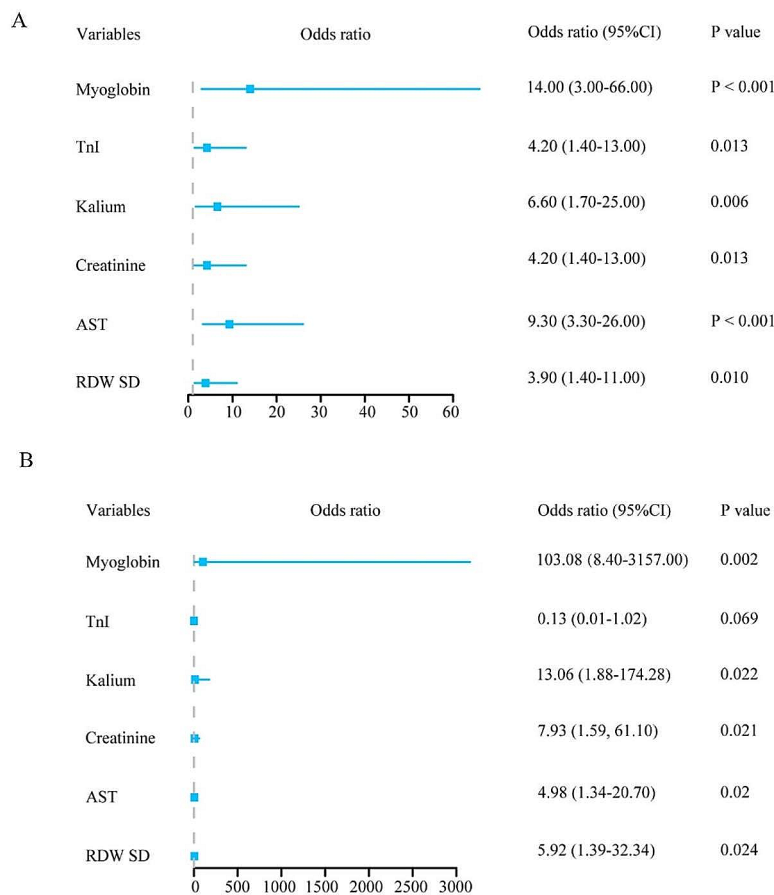 A
Variables Odds ratio Odds ratio (95%CI) P value
Myoglobin 14.00 (3.00-66.00) P < 0.001
TnI 4.20 (1.40-13.00) 0.013
Kalium 6.60 (1.70-25.00) 0.006
Creatinine 4.20 (1.40-13.00) 0.013
AST 9.30 (3.30-26.00) P < 0.001
RDW SD 3.90 (1.40-11.00) 0.010
0 10 20 30 40 50 60
B
Variables Odds ratio Odds ratio (95%CI) P value
Myoglobin 103.08 (8.40-3157.00) 0.002
TnI 0.13 (0.01-1.02) 0.069
Kalium 13.06 (1.88-174.28) 0.022
Creatinine 7.93 (1.59, 61.10) 0.021
AST 4.98 (1.34-20.70) 0.02
RDW SD 5.92 (1.39-32.34) 0.024
0 500 1000 1500 2000 2500 3000